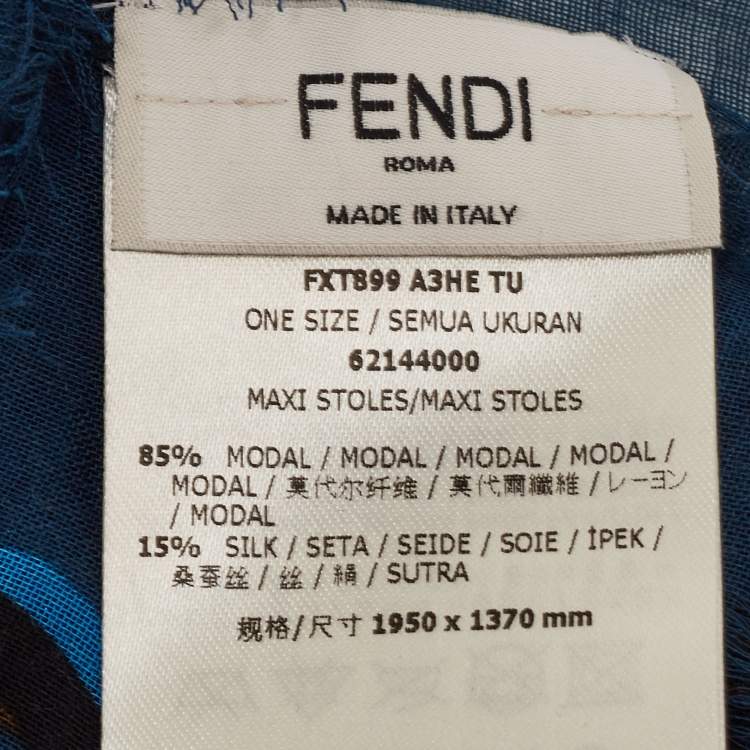 FENDI
ROMA
MADE IN ITALY
FXT899 A3HE TU
ONE SIZE / SEMUA UKURAN
62144000
MAXI STOLES/MAXI STOLES
85% MODAL / MODAL / MODAL / MODAL /
MODAL / 莫代尔纤维 / 莫代爾纖維 / レーヨン
/ MODAL
15% SILK / SETA / SEIDE / SOIE / İPEK /
桑蚕丝 / 丝 / 絹 / SUTRA
规格/尺寸 1950 x 1370 mm